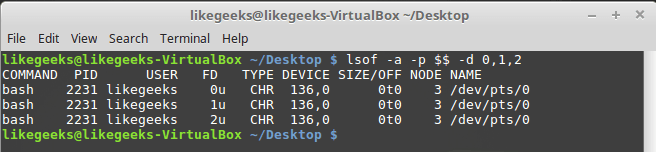 likegeeks@likegeeks-VirtualBox ~/Desktop
File Edit View Search Terminal Help
likegeeks@likegeeks-VirtualBox ~/Desktop $ lsof -a -p $$ -d 0,1,2
COMMAND  PID      USER   FD   TYPE DEVICE SIZE/OFF NODE NAME
bash    2231 likegeeks    0u   CHR  136,0      0t0    3 /dev/pts/0
bash    2231 likegeeks    1u   CHR  136,0      0t0    3 /dev/pts/0
bash    2231 likegeeks    2u   CHR  136,0      0t0    3 /dev/pts/0
likegeeks@likegeeks-VirtualBox ~/Desktop $